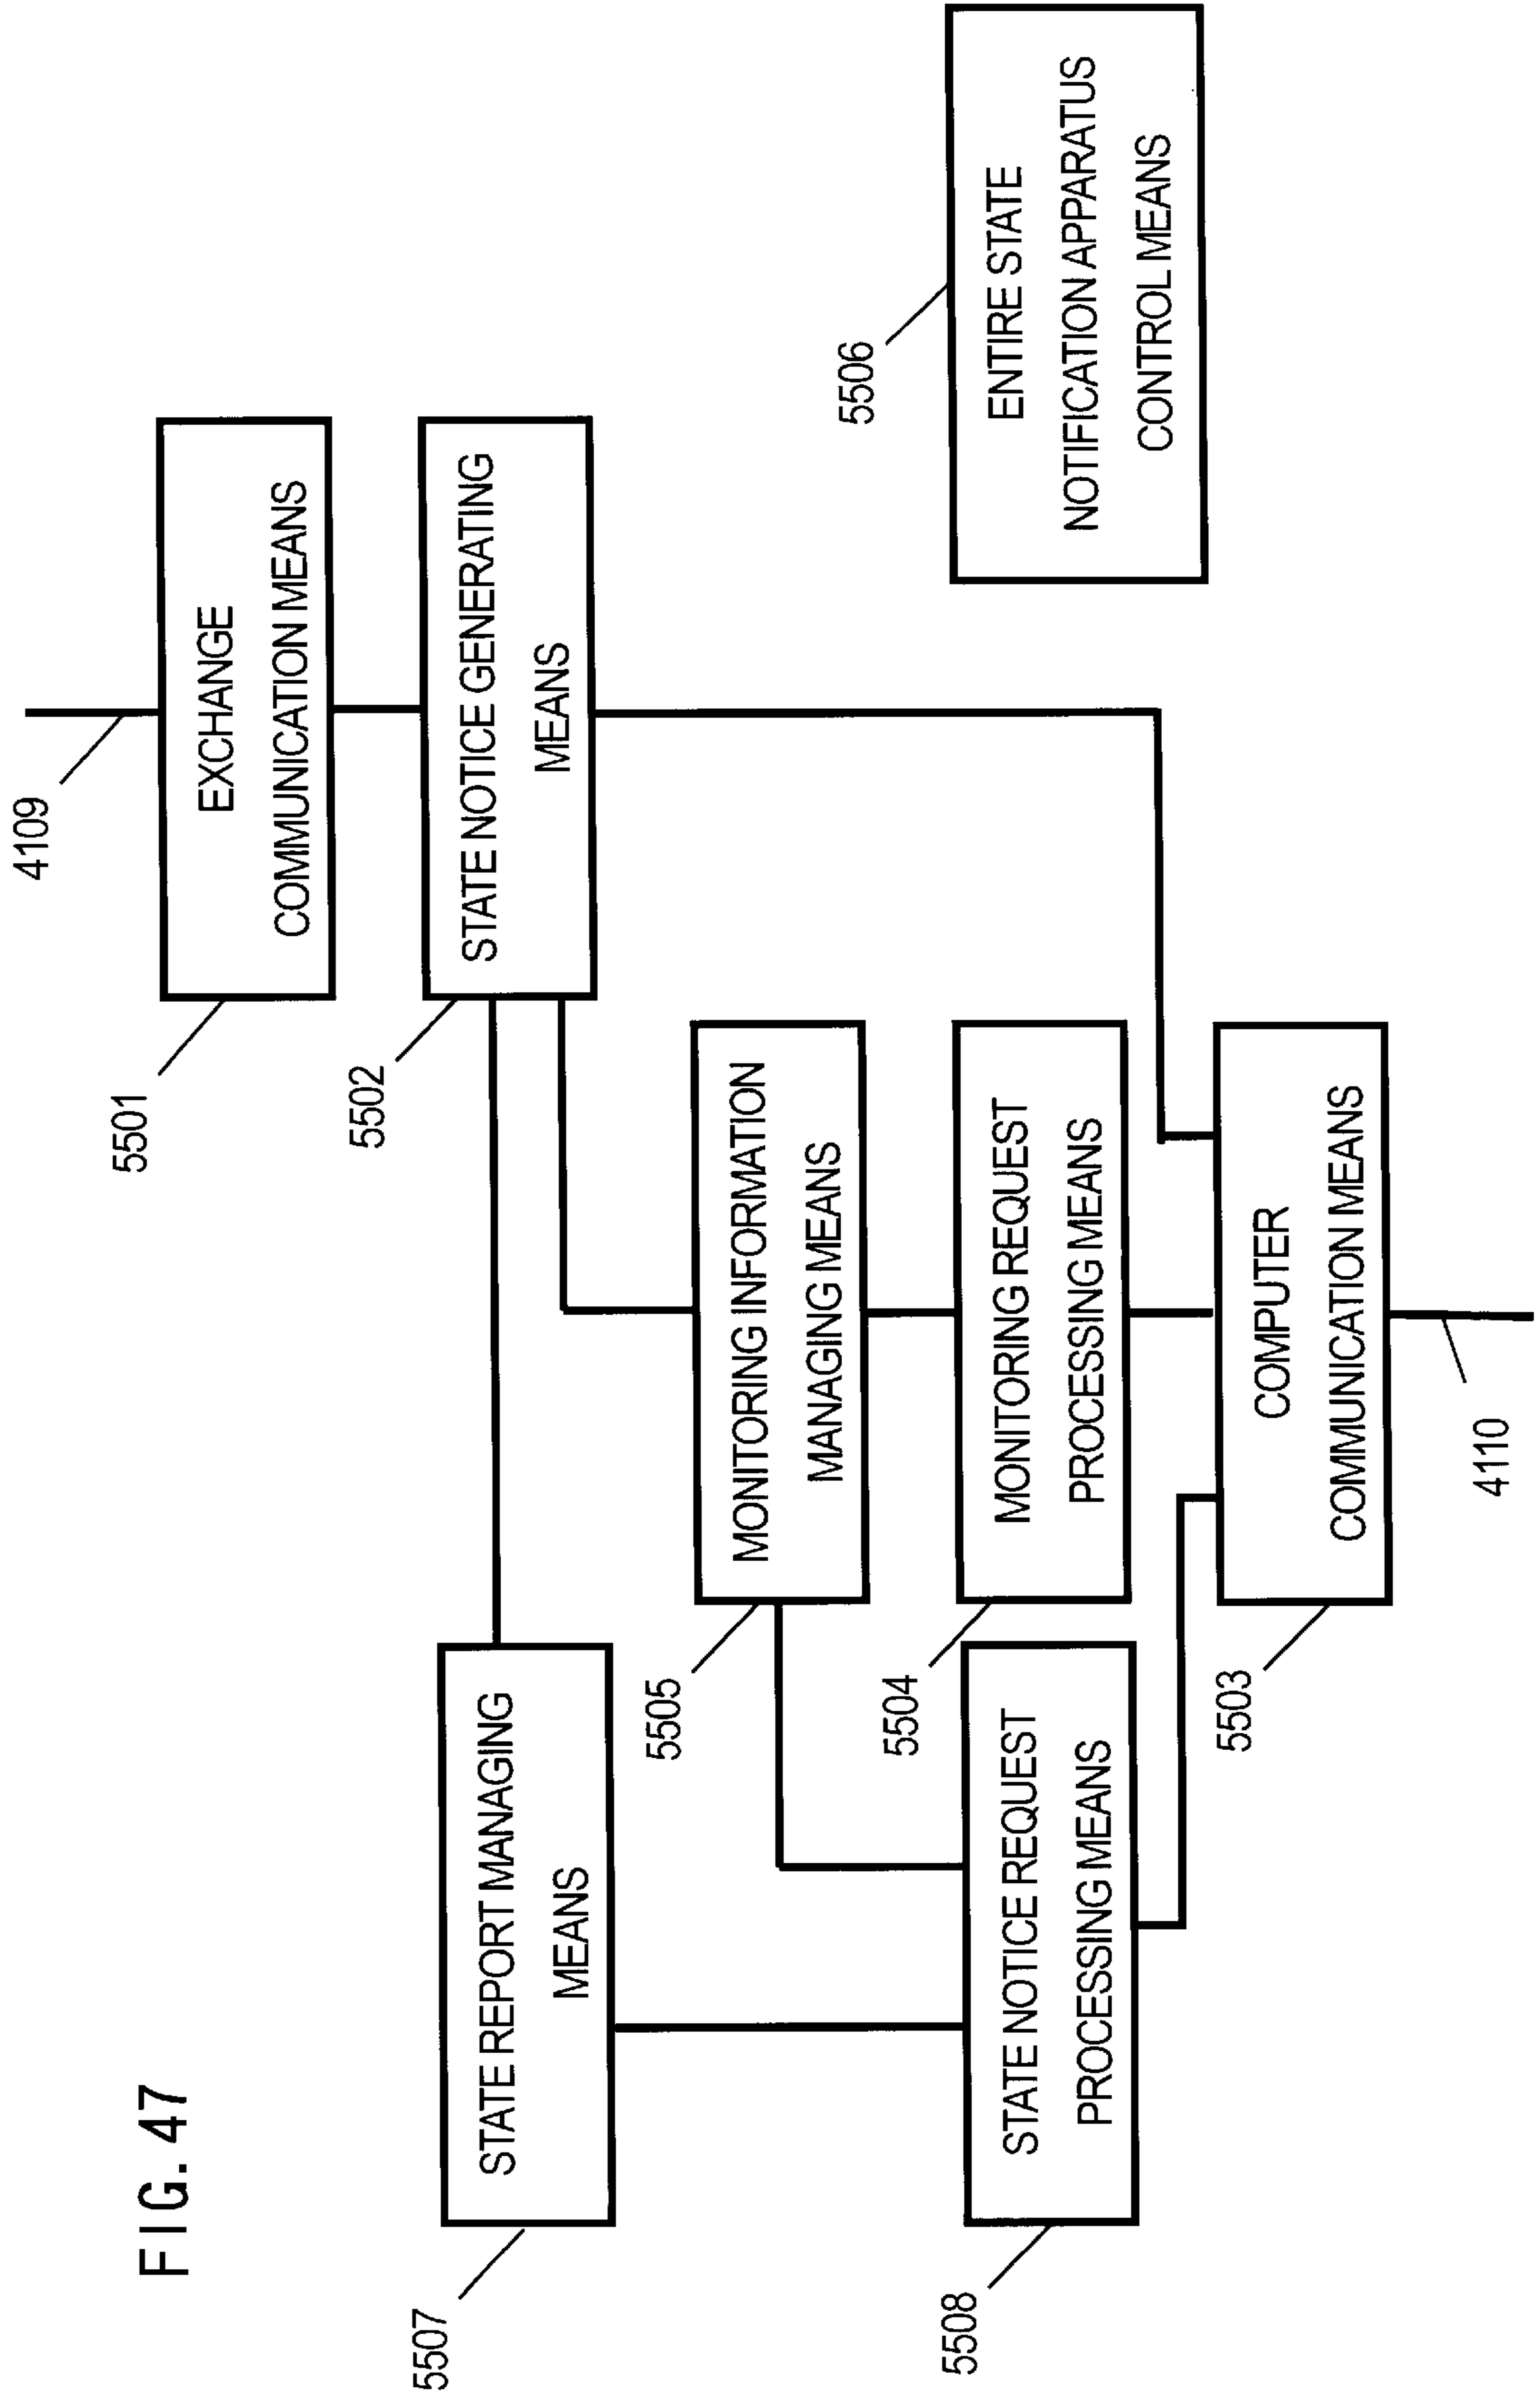 FIG. 47
4109
EXCHANGE
COMMUNICATION MEANS
5501
STATE NOTICE GENERATING
MEANS
5502
STATE REPORT MANAGING
MEANS
5507
MONITORING INFORMATION
MANAGING MEANS
5505
MONITORING REQUEST
PROCESSING MEANS
5504
STATE NOTICE REQUEST
PROCESSING MEANS
5508
COMPUTER
COMMUNICATION MEANS
5503
4110
ENTIRE STATE
NOTIFICATION APPARATUS
CONTROL MEANS
5506